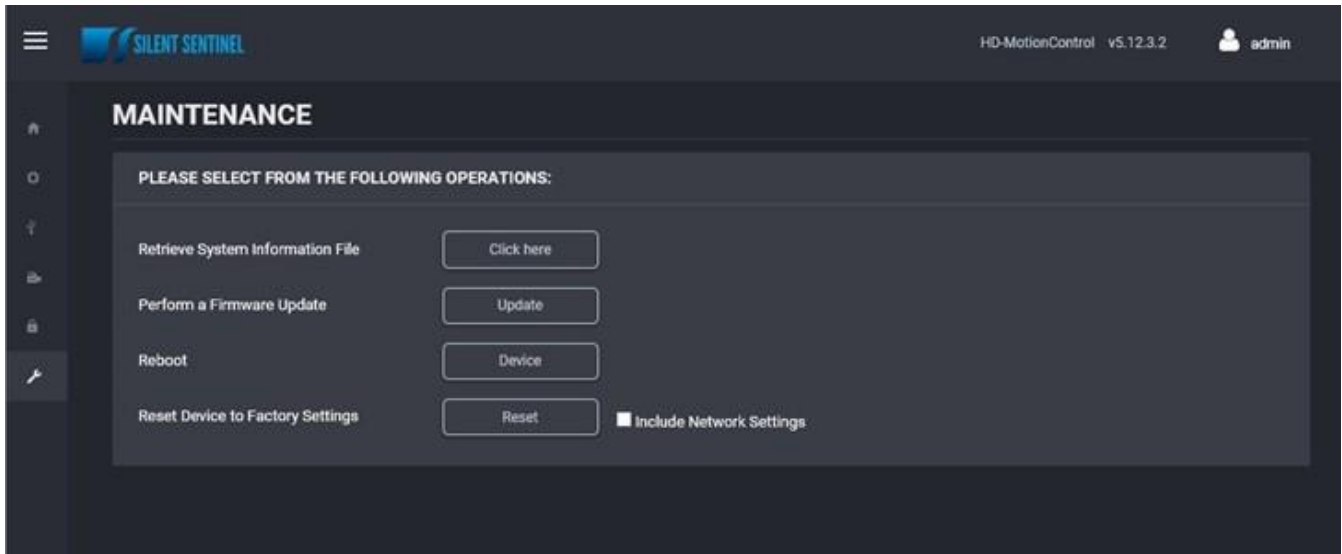 SILENT SENTINEL
HD-MotionControl v5.12.3.2 admin
MAINTENANCE
PLEASE SELECT FROM THE FOLLOWING OPERATIONS:
Retrieve System Information File Click here
Perform a Firmware Update Update
Reboot Device
Reset Device to Factory Settings Reset Include Network Settings